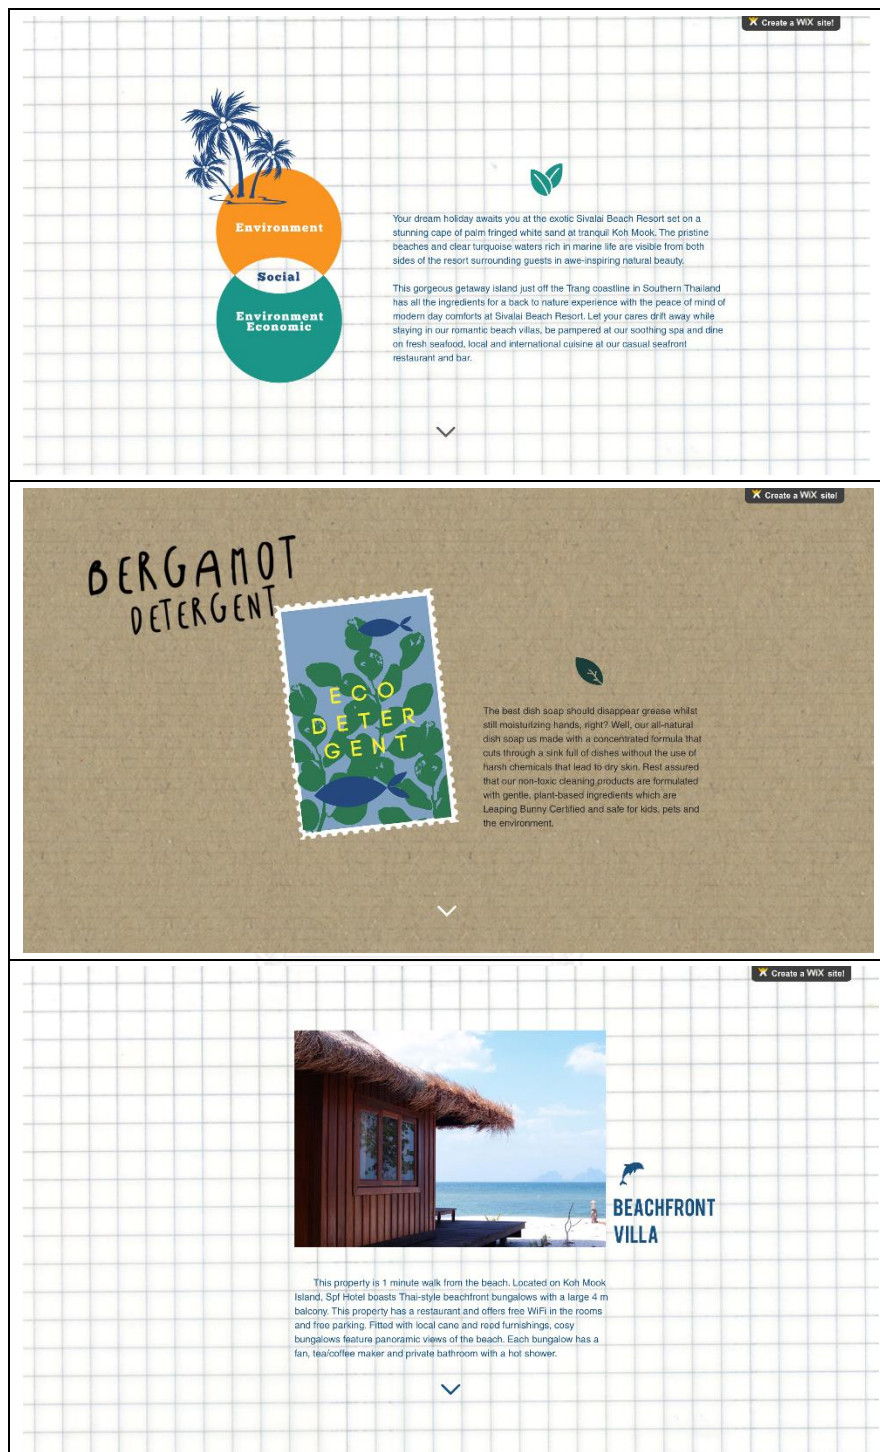 Create a WiX site!
Environment
Social
Environment
Economic
Your dream holiday awaits you at the exotic Sivalai Beach Resort set on a
stunning cape of palm fringed white sand at tranquil Koh Mook. The pristine
beaches and clear turquoise waters rich in marine life are visible from both
sides of the resort surrounding guests in awe-inspiring natural beauty.
This gorgeous getaway island just off the Trang coastline in Southern Thailand
has all the ingredients for a back to nature experience with the peace of mind of
modern day comforts at Sivalai Beach Resort. Let your cares drift away while
staying in our romantic beach villas, be pampered at our soothing spa and dine
on fresh seafood, local and international cuisine at our casual seafront
restaurant and bar.
Create a WiX site!
BERGAMOT
DETERGENT
ECO
DETER
GENT
The best dish soap should disappear grease whilst
still moisturizing hands, right? Well, our all-natural
dish soap us made with a concentrated formula that
cuts through a sink full of dishes without the use of
harsh chemicals that lead to dry skin. Rest assured
that our non-toxic cleaning products are formulated
with gentle, plant-based ingredients which are
Leaping Bunny Certified and safe for kids, pets and
the environment.
Create a WiX site!
BEACHFRONT
VILLA
This property is 1 minute walk from the beach. Located on Koh Mook
Island, Spf Hotel boasts Thai-style beachfront bungalows with a large 4 m
balcony. This property has a restaurant and offers free WiFi in the rooms
and free parking. Fitted with local cane and reed furnishings, cosy
bungalows feature panoramic views of the beach. Each bungalow has a
fan, tea/coffee maker and private bathroom with a hot shower.